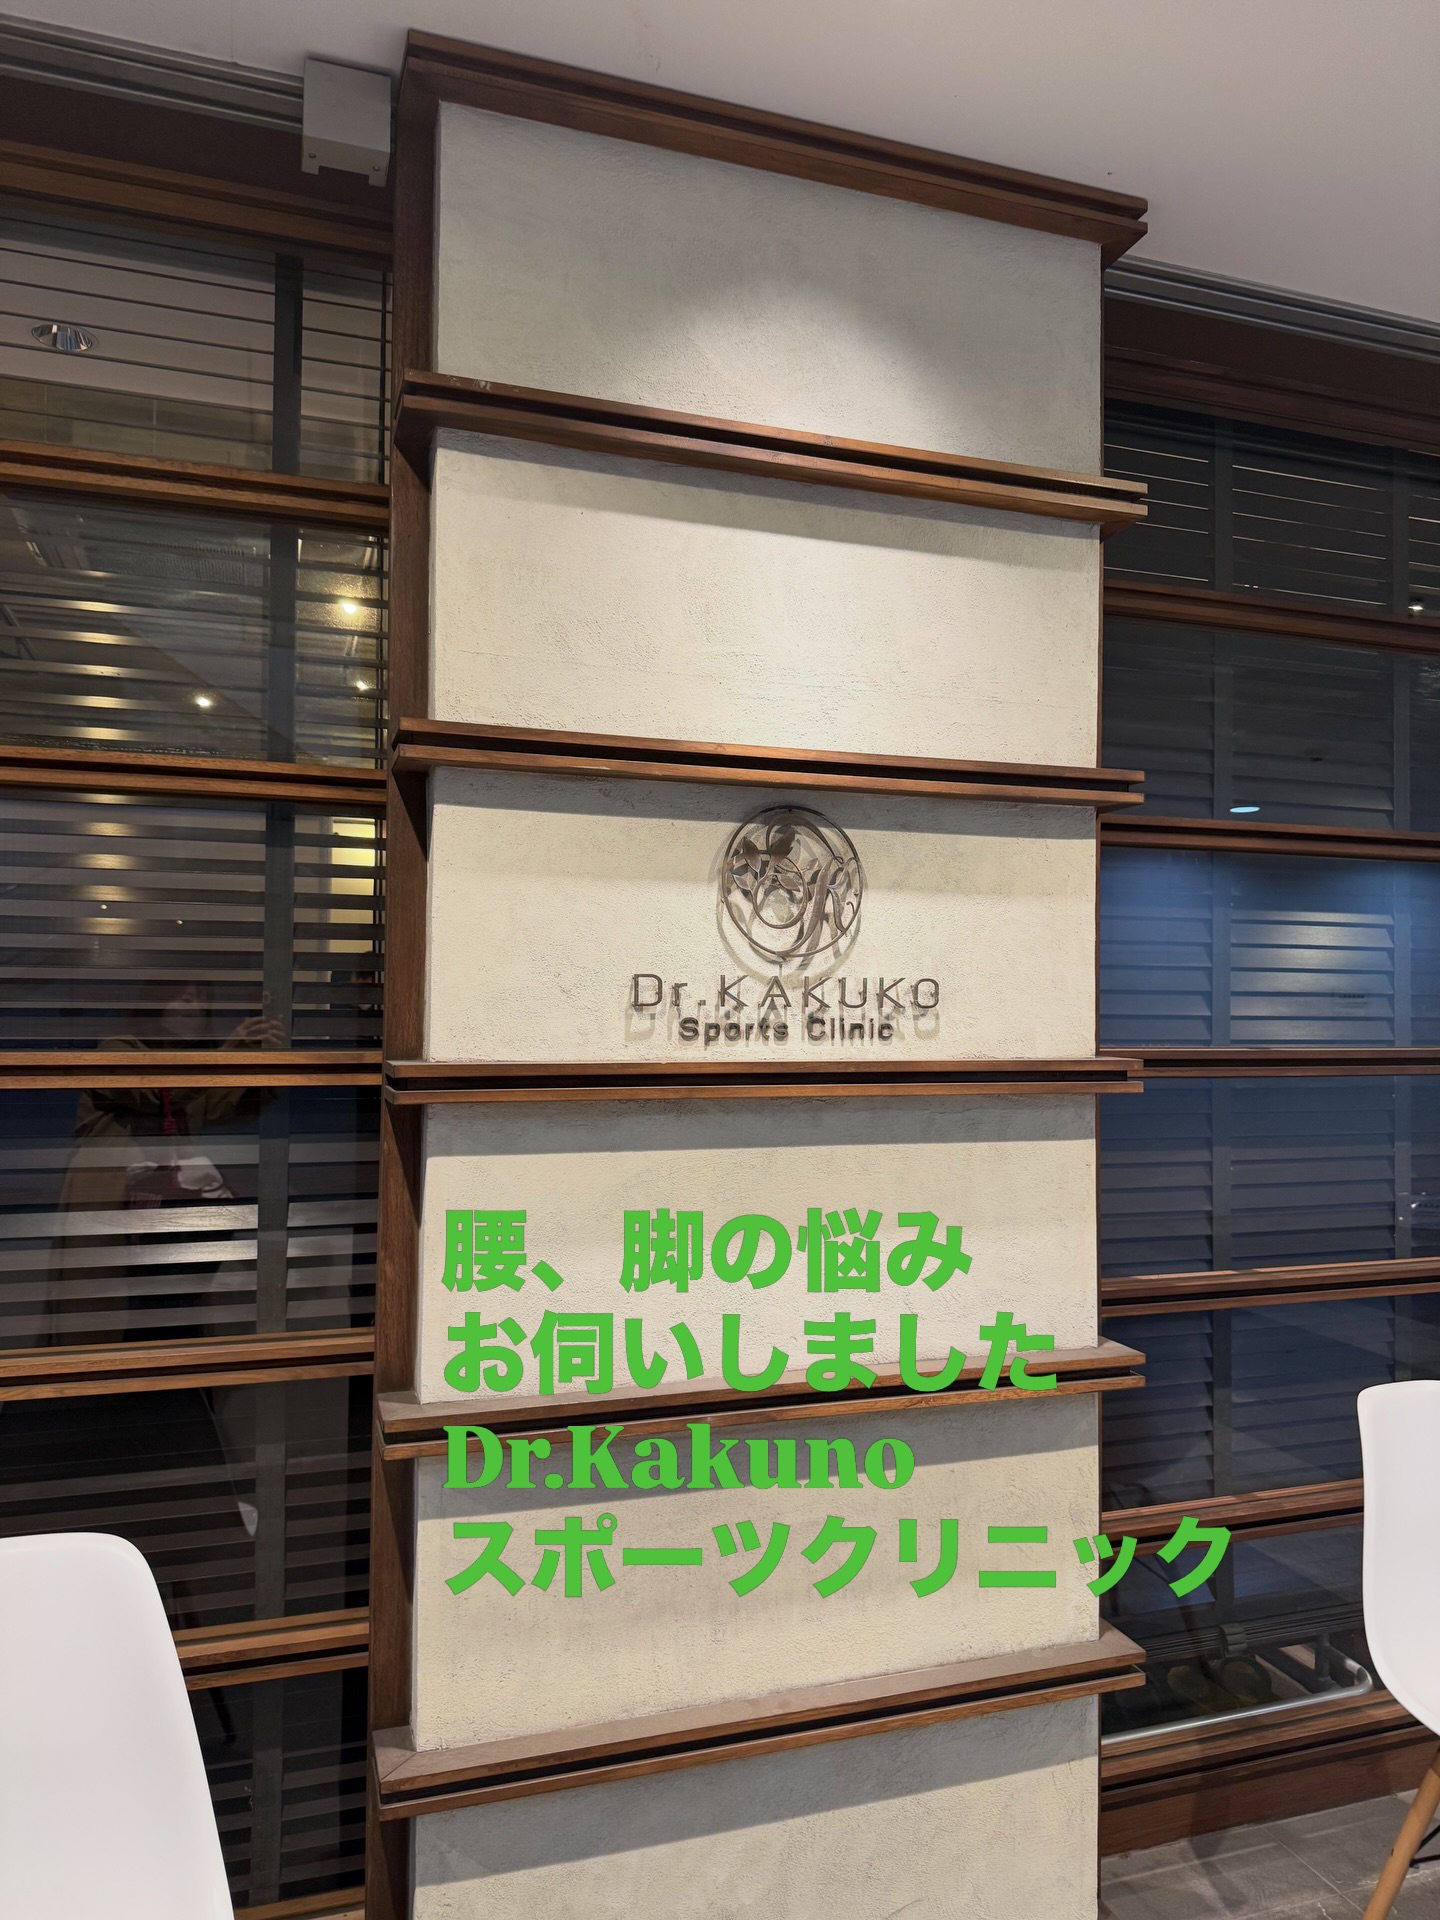 Dr.KAKUKO
Sports Clinic
腰、脚の悩み
お伺いしました
Dr.Kakuno
スポーツクリニック